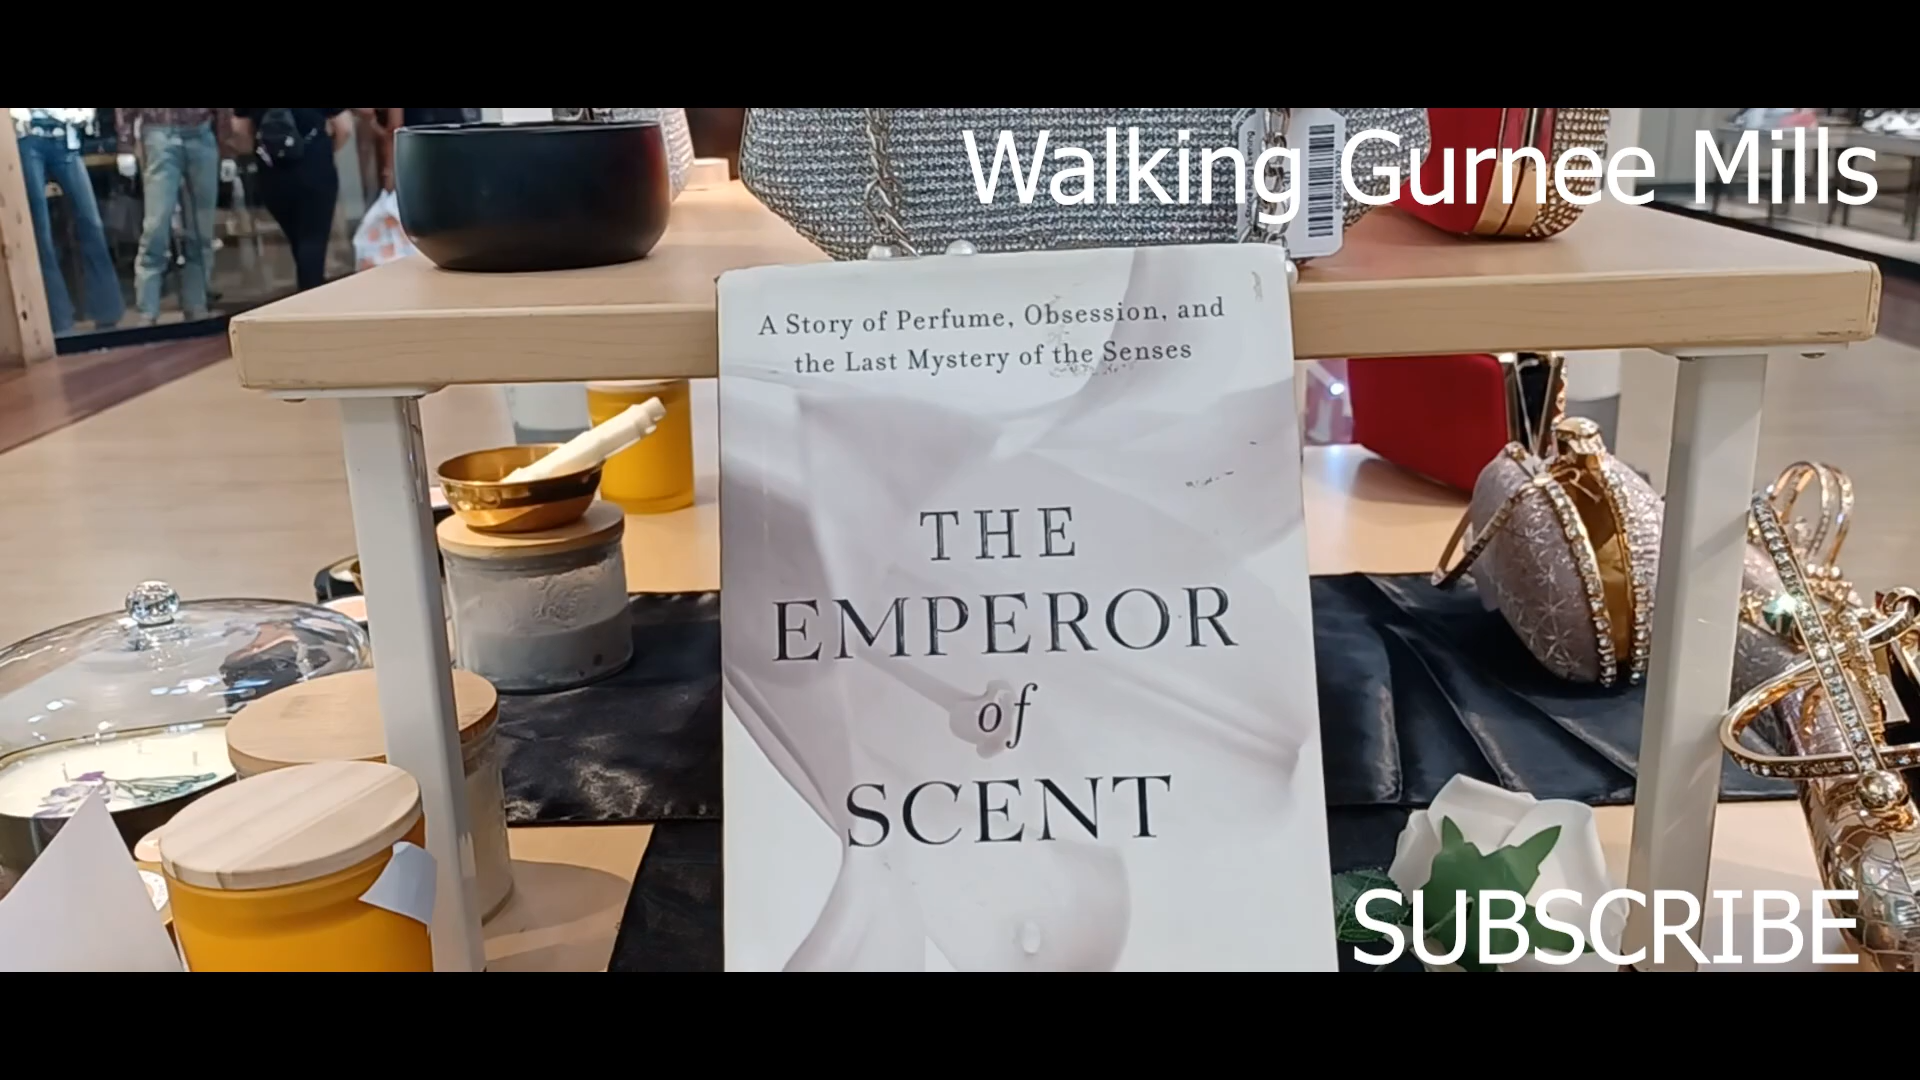 Walking Gurnee Mills
A Story of Perfume, Obsession, and
the Last Mystery of the Senses
THE
EMPEROR
of
SCENT
SUBSCRIBE